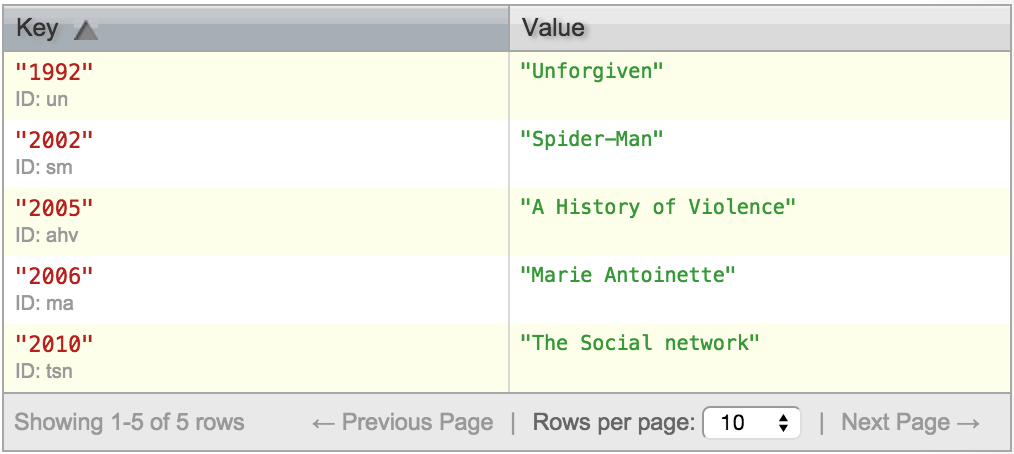 Key Value
"1992" "Unforgiven"
ID: un
"2002" "Spider-Man"
ID: sm
"2005" "A History of Violence"
ID: ahv
"2006" "Marie Antoinette"
ID: ma
"2010" "The Social network"
ID: tsn
Showing 1-5 of 5 rows ← Previous Page | Rows per page: 10 | Next Page →